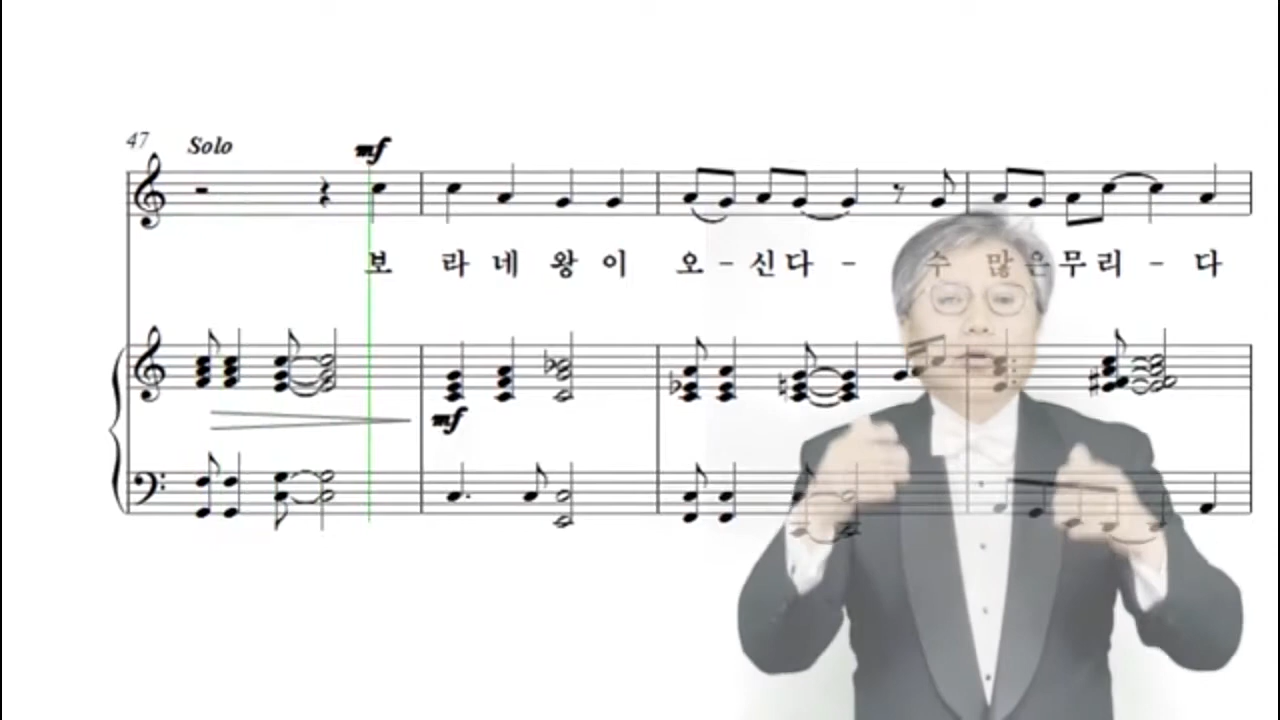 47 Solo mf
보 라 네 왕 이 오 - 신 다 - 수 많 은 무 리 - 다
mf